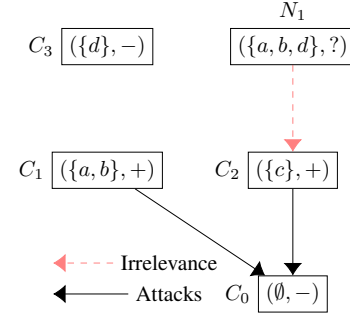 N₁
C₃ ({d}, −) ({a, b, d}, ?)
C₁ ({a, b}, +) C₂ ({c}, +)
Irrelevance
Attacks C₀ (∅, −)